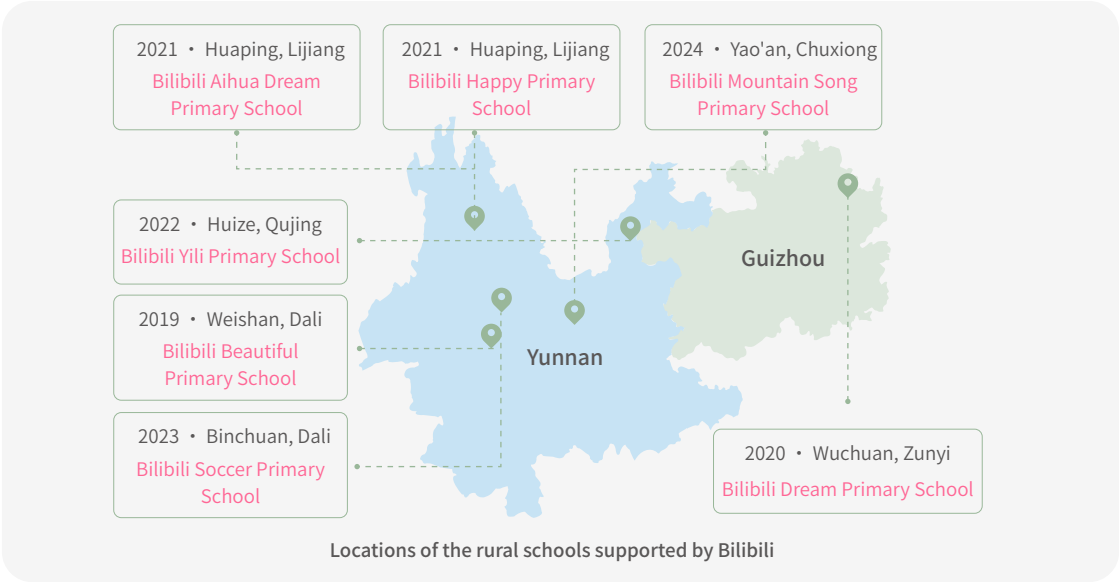 2021 · Huaping, Lijiang
Bilibili Aihua Dream
Primary School
2021 · Huaping, Lijiang
Bilibili Happy Primary
School
2024 · Yao'an, Chuxiong
Bilibili Mountain Song
Primary School
2022 · Huize, Qujing
Bilibili Yili Primary School
2019 · Weishan, Dali
Bilibili Beautiful
Primary School
2023 · Binchuan, Dali
Bilibili Soccer Primary
School
Guizhou
Yunnan
2020 · Wuchuan, Zunyi
Bilibili Dream Primary School
Locations of the rural schools supported by Bilibili